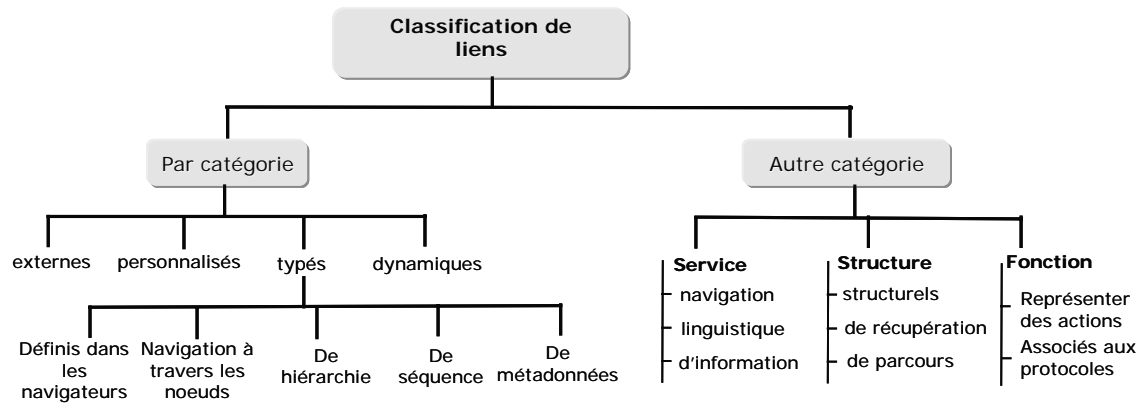 Classification de
liens
Par catégorie
Autre catégorie
externes
personnalisés
typés
dynamiques
Définis dans
les
navigateurs
Navigation à
travers les
noeuds
De
hiérarchie
De
séquence
De
métadonnées
Service
navigation
linguistique
d'information
Structure
structurels
de récupération
de parcours
Fonction
Représenter
des actions
Associés aux
protocoles